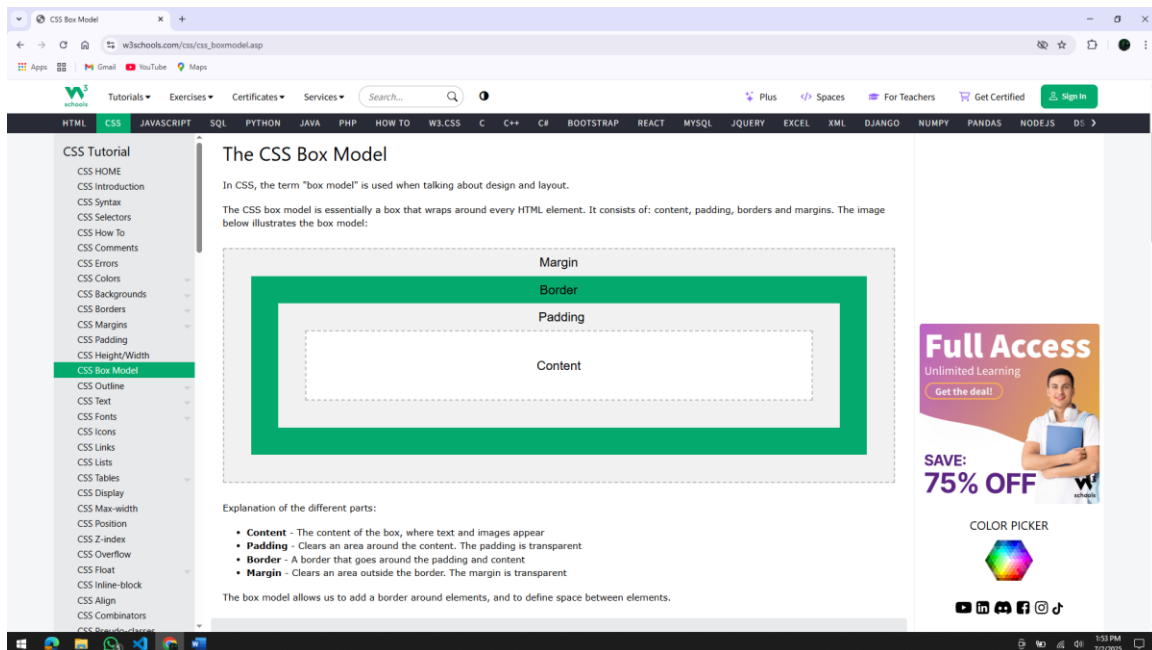 CSS Box Model
w3schools.com/css/css_boxmodel.asp
Apps Gmail YouTube Maps
W3 schools Tutorials Exercises Certificates Services Search... Plus Spaces For Teachers Get Certified Sign In
HTML CSS JAVASCRIPT SQL PYTHON JAVA PHP HOW TO W3.CSS C C++ C# BOOTSTRAP REACT MYSQL JQUERY EXCEL XML DJANGO NUMPY PANDAS NODEJS DS
CSS Tutorial
CSS HOME
CSS Introduction
CSS Syntax
CSS Selectors
CSS How To
CSS Comments
CSS Errors
CSS Colors
CSS Backgrounds
CSS Borders
CSS Margins
CSS Padding
CSS Height/Width
CSS Box Model
CSS Outline
CSS Text
CSS Fonts
CSS Icons
CSS Links
CSS Lists
CSS Tables
CSS Display
CSS Max-width
CSS Position
CSS Z-index
CSS Overflow
CSS Float
CSS Inline-block
CSS Align
CSS Combinators
CSS Pseudo-classes
The CSS Box Model
In CSS, the term "box model" is used when talking about design and layout.
The CSS box model is essentially a box that wraps around every HTML element. It consists of: content, padding, borders and margins. The image
below illustrates the box model:
Margin
Border
Padding
Content
Explanation of the different parts:
• Content - The content of the box, where text and images appear
• Padding - Clears an area around the content. The padding is transparent
• Border - A border that goes around the padding and content
• Margin - Clears an area outside the border. The margin is transparent
The box model allows us to add a border around elements, and to define space between elements.
Full Access
Unlimited Learning
Get the deal!
SAVE:
75% OFF
W3 schools
COLOR PICKER
1:53 PM
7/2/2025